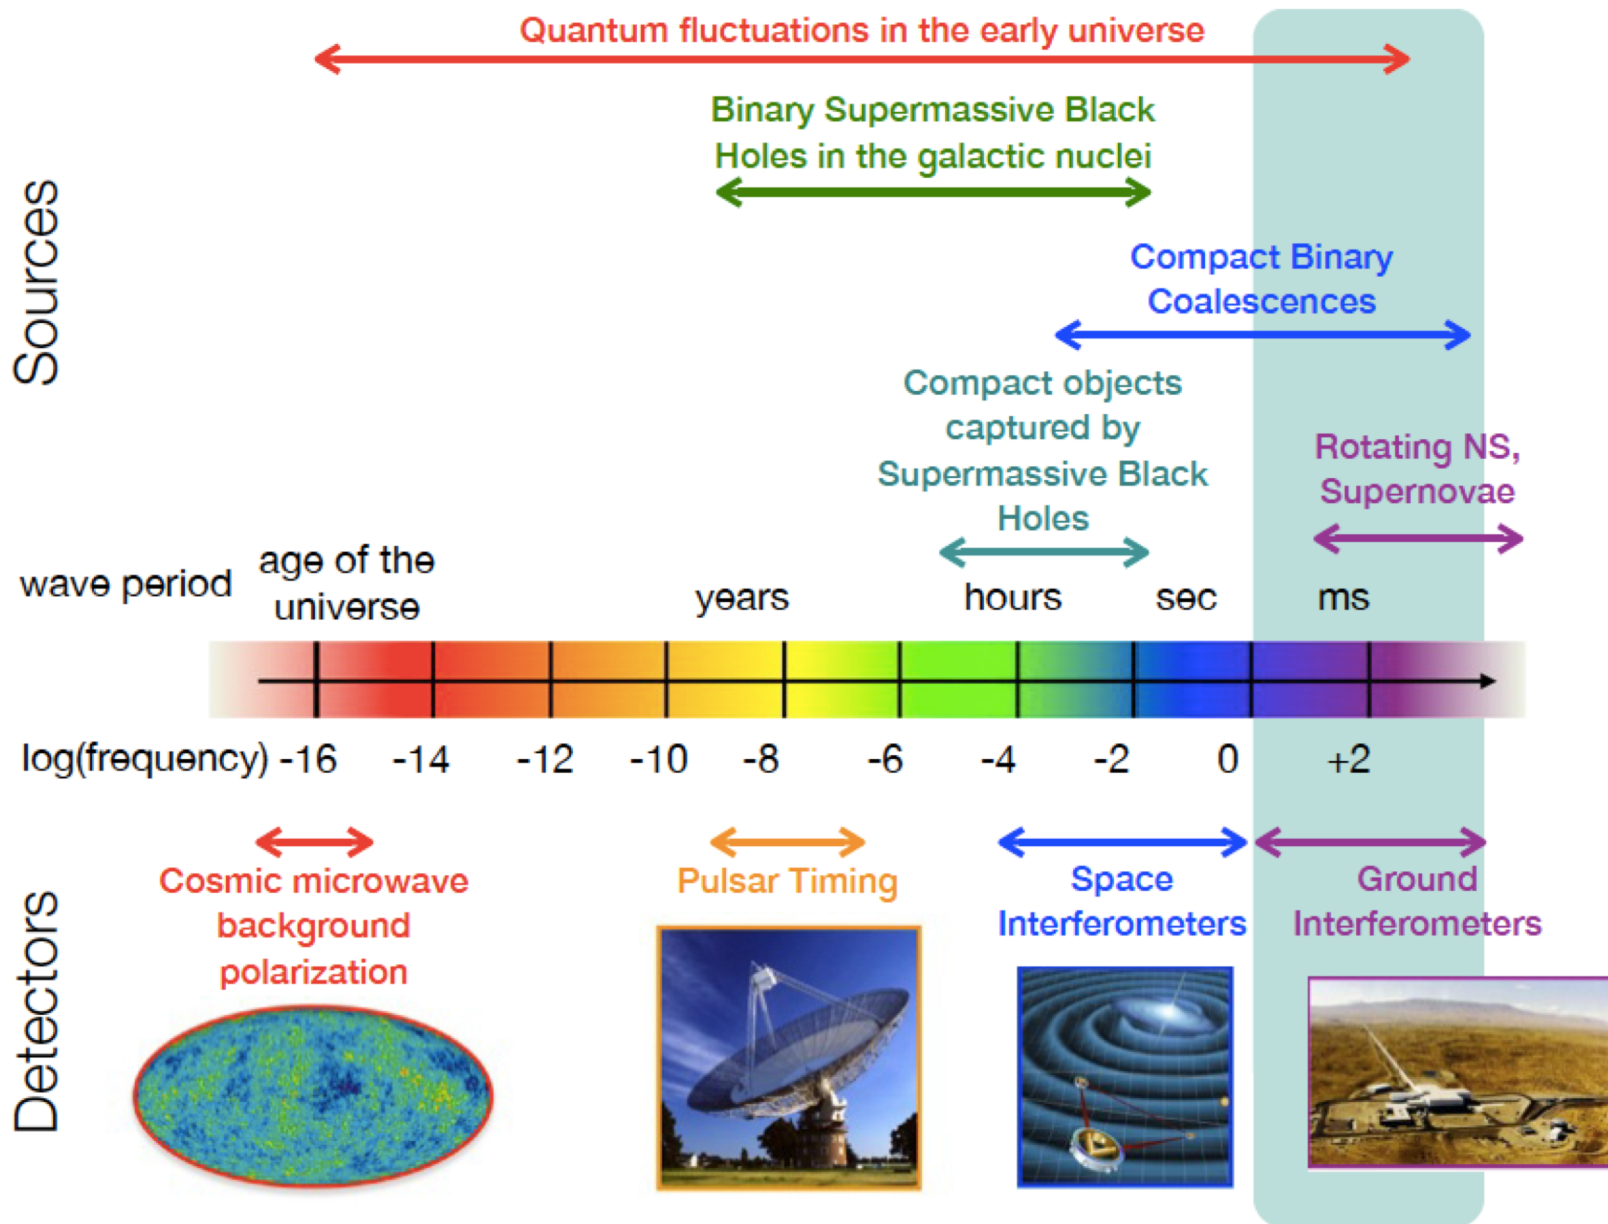 Quantum fluctuations in the early universe
Binary Supermassive Black
Holes in the galactic nuclei
Sources
Compact Binary
Coalescences
Compact objects
captured by
Supermassive Black
Holes
Rotating NS,
Supernovae
wave period
age of the
universe
years
hours
sec
ms
log(frequency) -16 -14 -12 -10 -8 -6 -4 -2 0 +2
Detectors
Cosmic microwave
background
polarization
Pulsar Timing
Space
Interferometers
Ground
Interferometers